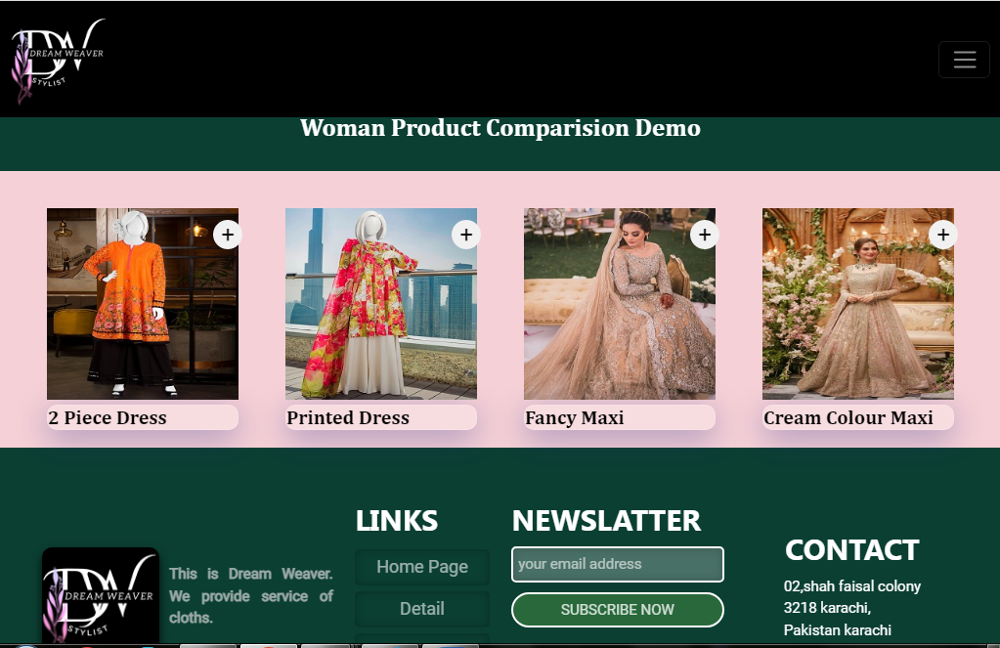 DREAM WEAVER
STYLIST
Woman Product Comparision Demo
+
+
+
+
2 Piece Dress
Printed Dress
Fancy Maxi
Cream Colour Maxi
DREAM WEAVER
STYLIST
This is Dream Weaver.
We provide service of
cloths.
LINKS
Home Page
Detail
NEWSLATTER
your email address
SUBSCRIBE NOW
CONTACT
02,shah faisal colony
3218 karachi,
Pakistan karachi